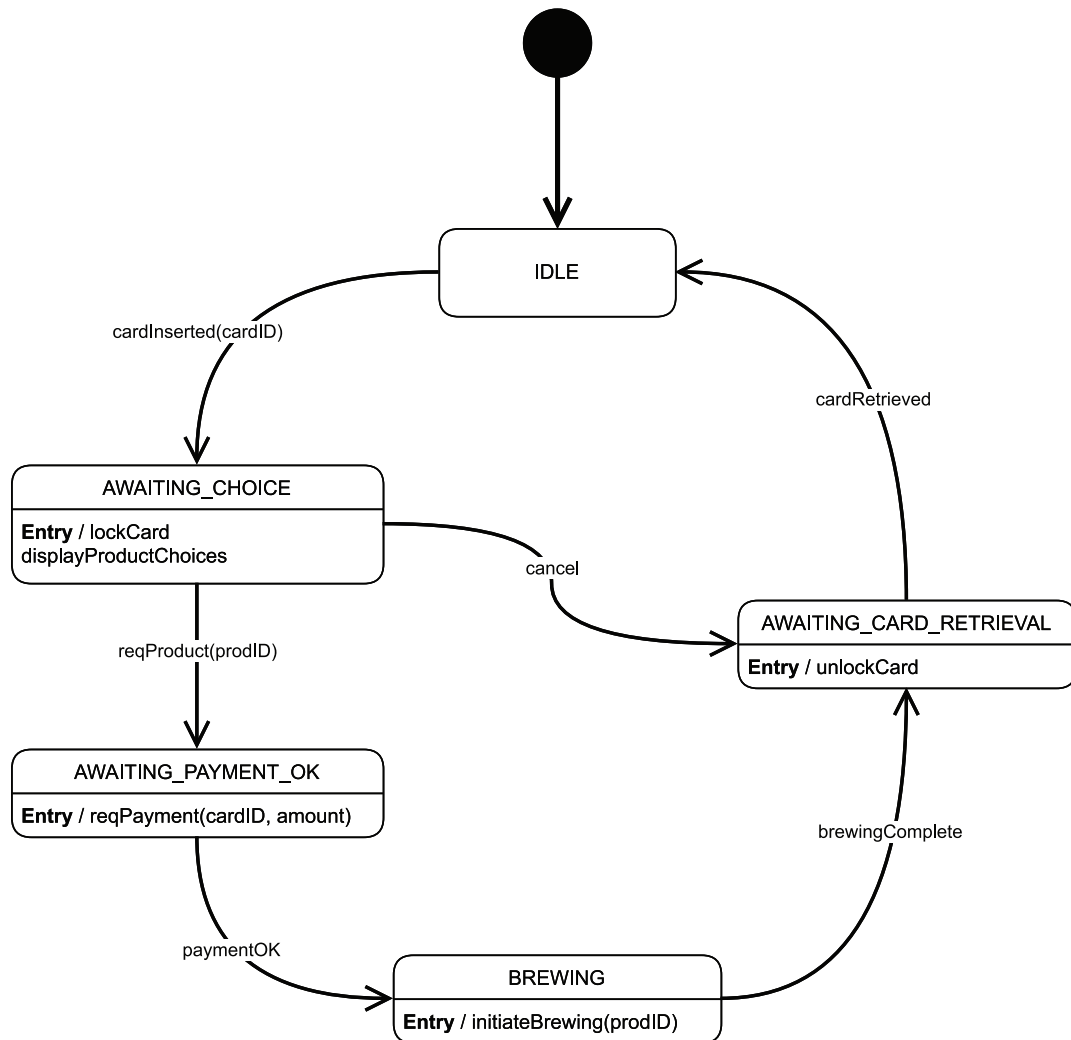 IDLE
cardInserted(cardID)
cardRetrieved
AWAITING_CHOICE
Entry / lockCard
displayProductChoices
cancel
AWAITING_CARD_RETRIEVAL
Entry / unlockCard
reqProduct(prodID)
AWAITING_PAYMENT_OK
Entry / reqPayment(cardID, amount)
brewingComplete
paymentOK
BREWING
Entry / initiateBrewing(prodID)